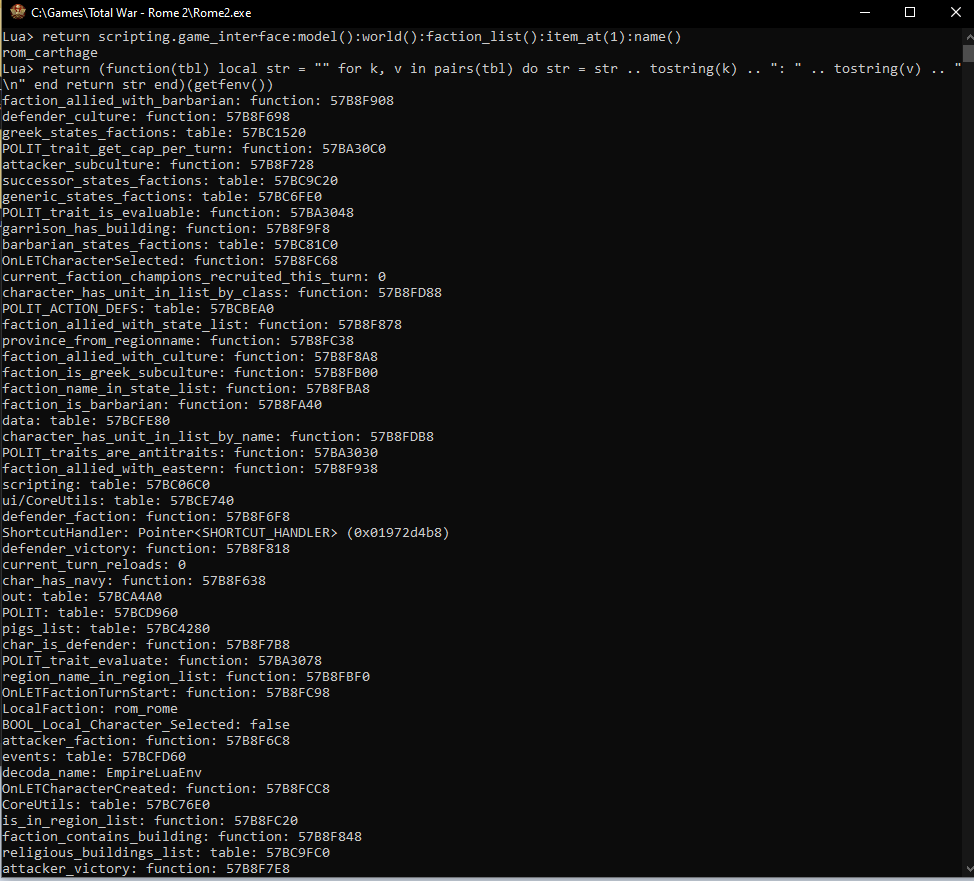 C:\Games\Total War - Rome 2\Rome2.exe
Lua> return scripting.game_interface:model():world():faction_list():item_at(1):name()
rom_carthage
Lua> return (function(tbl) local str = "" for k, v in pairs(tbl) do str = str .. tostring(k) .. ": " .. tostring(v) .. "
\n" end return str end)(getfenv())
faction_allied_with_barbarian: function: 57B8F908
defender_culture: function: 57B8F698
greek_states_factions: table: 57BC1520
POLIT_trait_get_cap_per_turn: function: 57BA30C0
attacker_subculture: function: 57B8F728
successor_states_factions: table: 57BC9C20
generic_states_factions: table: 57BC6FE0
POLIT_trait_is_evaluable: function: 57BA3048
garrison_has_building: function: 57B8F9F8
barbarian_states_factions: table: 57BC81C0
OnLETCharacterSelected: function: 57B8FC68
current_faction_champions_recruited_this_turn: 0
character_has_unit_in_list_by_class: function: 57B8FD88
POLIT_ACTION_DEFS: table: 57BCBEA0
faction_allied_with_state_list: function: 57B8F878
province_from_regionname: function: 57B8FC38
faction_allied_with_culture: function: 57B8F8A8
faction_is_greek_subculture: function: 57B8FB00
faction_name_in_state_list: function: 57B8FBA8
faction_is_barbarian: function: 57B8FA40
data: table: 57BCFE80
character_has_unit_in_list_by_name: function: 57B8FDB8
POLIT_traits_are_antitraits: function: 57BA3030
faction_allied_with_eastern: function: 57B8F938
scripting: table: 57BC06C0
ui/CoreUtils: table: 57BCE740
defender_faction: function: 57B8F6F8
ShortcutHandler: Pointer<SHORTCUT_HANDLER> (0x01972d4b8)
defender_victory: function: 57B8F818
current_turn_reloads: 0
char_has_navy: function: 57B8F638
out: table: 57BCA4A0
POLIT: table: 57BCD960
pigs_list: table: 57BC4280
char_is_defender: function: 57B8F7B8
POLIT_trait_evaluate: function: 57BA3078
region_name_in_region_list: function: 57B8FBF0
OnLETFactionTurnStart: function: 57B8FC98
LocalFaction: rom_rome
BOOL_Local_Character_Selected: false
attacker_faction: function: 57B8F6C8
events: table: 57BCFD60
decoda_name: EmpireLuaEnv
OnLETCharacterCreated: function: 57B8FCC8
CoreUtils: table: 57BC76E0
is_in_region_list: function: 57B8FC20
faction_contains_building: function: 57B8F848
religious_buildings_list: table: 57BC9FC0
attacker_victory: function: 57B8F7E8